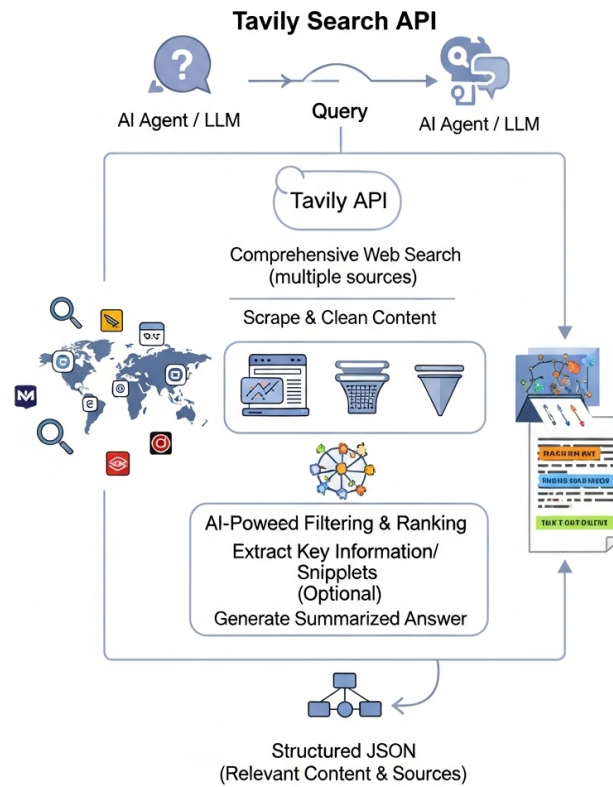 Tavily Search API
?
AI Agent / LLM
Query
AI Agent / LLM
Tavily API
Comprehensive Web Search
(multiple sources)
Scrape & Clean Content
AI-Poweed Filtering & Ranking
Extract Key Information/
Snipplets
(Optional)
Generate Summarized Answer
Structured JSON
(Relevant Content & Sources)